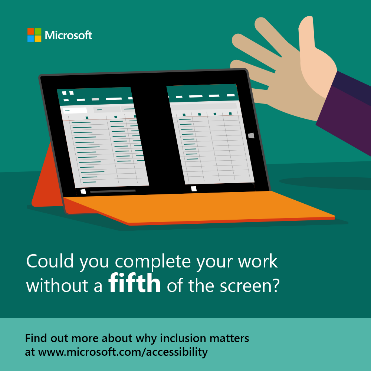 Microsoft
Could you complete your work
without a fifth of the screen?
Find out more about why inclusion matters
at www.microsoft.com/accessibility